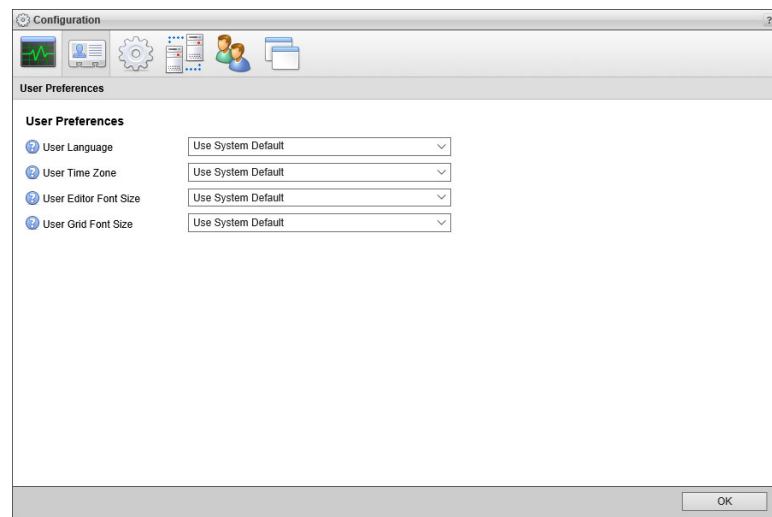 Configuration
?
User Preferences
User Preferences
? User Language Use System Default
? User Time Zone Use System Default
? User Editor Font Size Use System Default
? User Grid Font Size Use System Default
OK